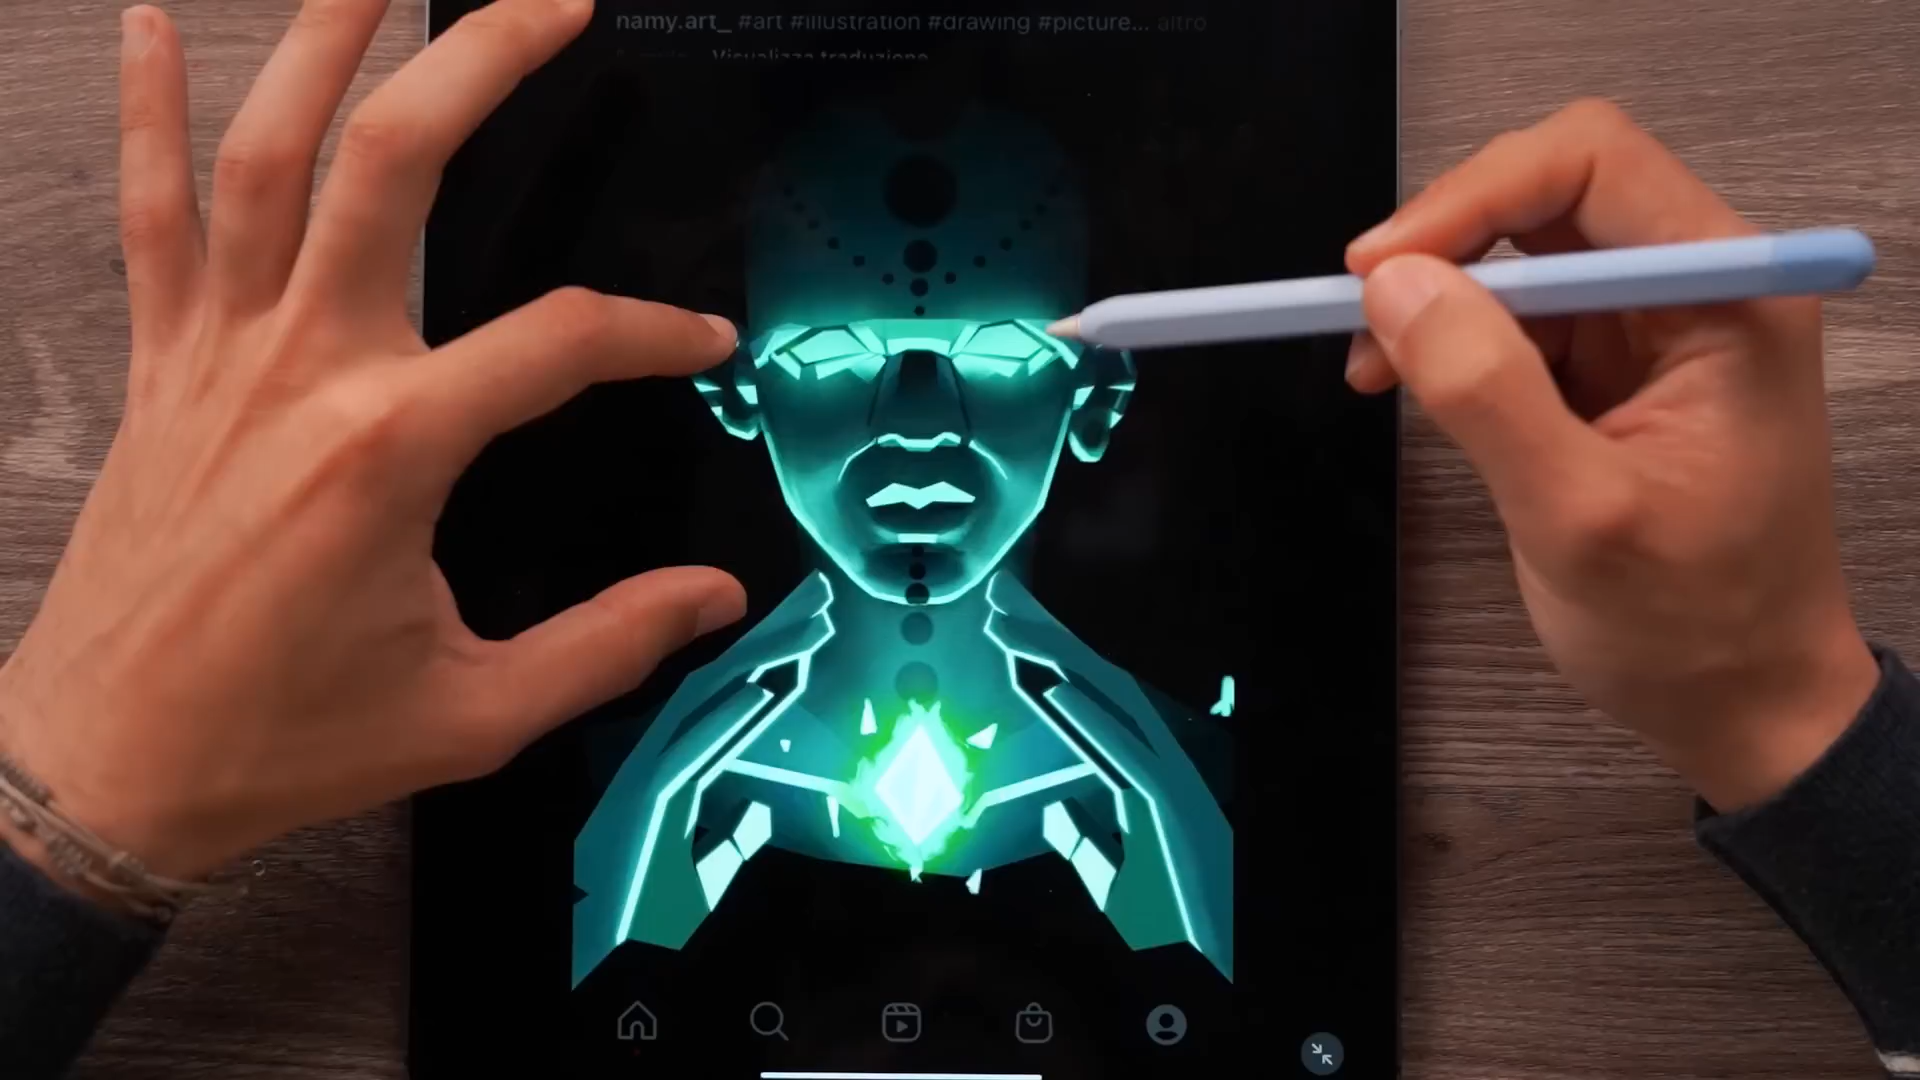 namy.art_ #art #illustration #drawing #picture... altro
Visualizza traduzione